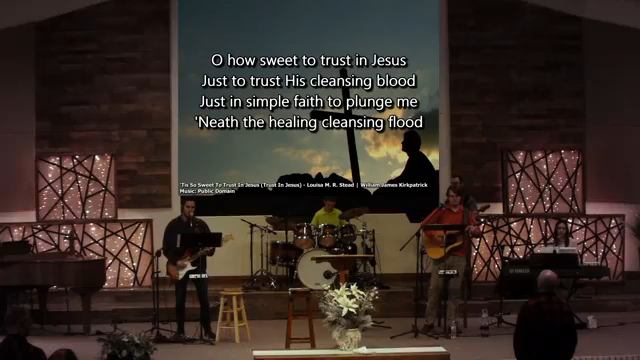 O how sweet to trust in Jesus
Just to trust His cleansing blood
Just in simple faith to plunge me
'Neath the healing cleansing flood
'Tis So Sweet To Trust In Jesus (Trust In Jesus) - Louisa M. R. Stead | William James Kirkpatrick
Music: Public Domain